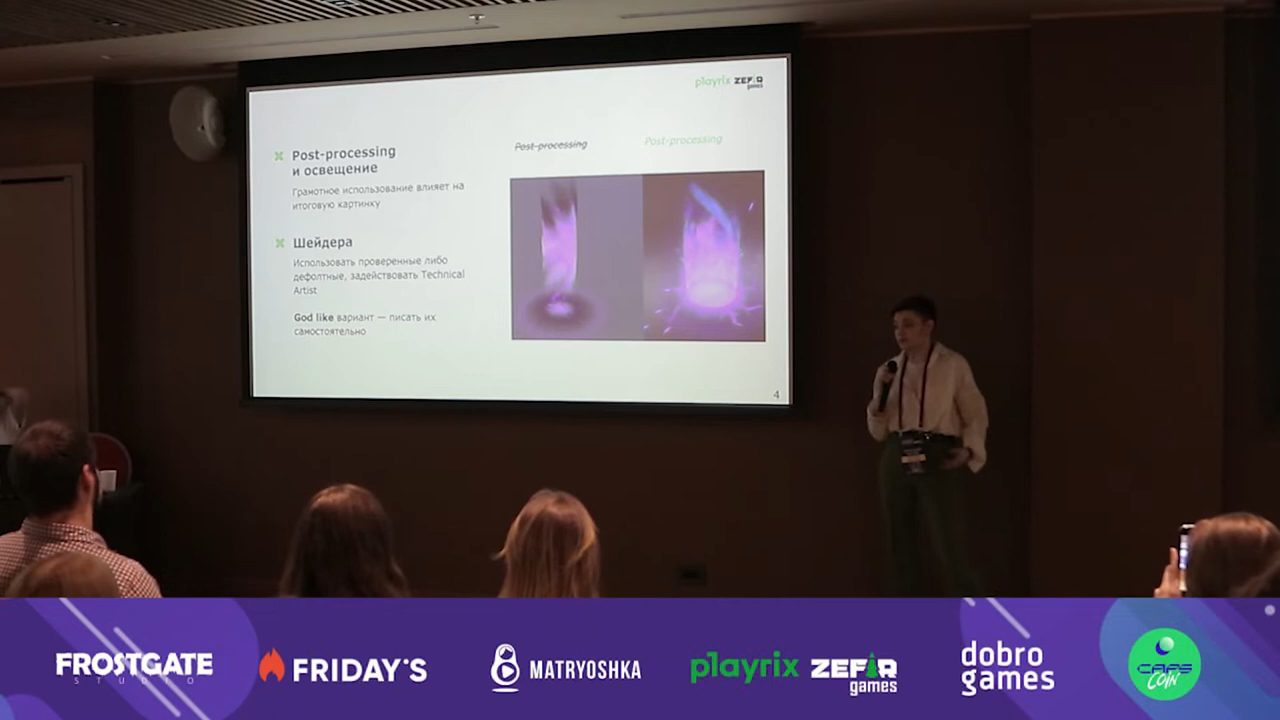 playrix ZEFIR
games
Post-processing
и освещение
Грамотное использование влияет на
итоговую картинку
Шейдера
Использовать проверенные либо
дефолтные, задействовать Technical
Artist
God like вариант — писать их
самостоятельно
Post-processing
Post-processing
4
FROSTGATE
STUDIO
FRIDAY'S
MATRYOSHKA
playrix ZEFIR
games
dobro
games
CAPS
COIN